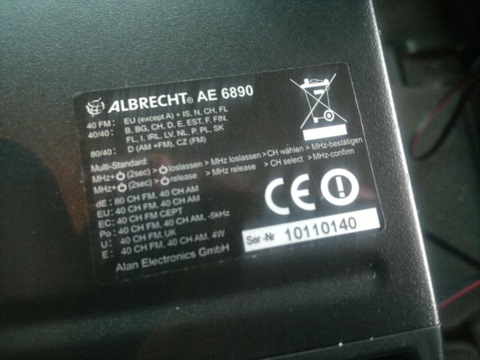 ALBRECHT® AE 6890
40 FM: EU (except A) + IS, N, CH, FL
40/40: B, BG, CH, D, E, EST, F, FIN,
FL, I, IRL, LV, NL, P, PL, SK
80/40: D (AM +FM), CZ (FM)
Multi-Standard:
MHz+⏻ (2sec) > ⏻ loslassen > MHz loslassen > CH wählen > MHz-bestätigen
MHz+⏻ (2sec) > ⏻ release > MHz release > CH select > MHz-confirm
dE: 80 CH FM, 40 CH AM
EU: 40 CH FM, 40 CH AM
EC: 40 CH FM CEPT
Po: 40 CH FM, 40 CH AM, -5kHz
U: 40 CH FM, UK
E: 40 CH FM, 40 CH AM, 4W
Alan Electronics GmbH
CE
Ser.-Nr 10110140